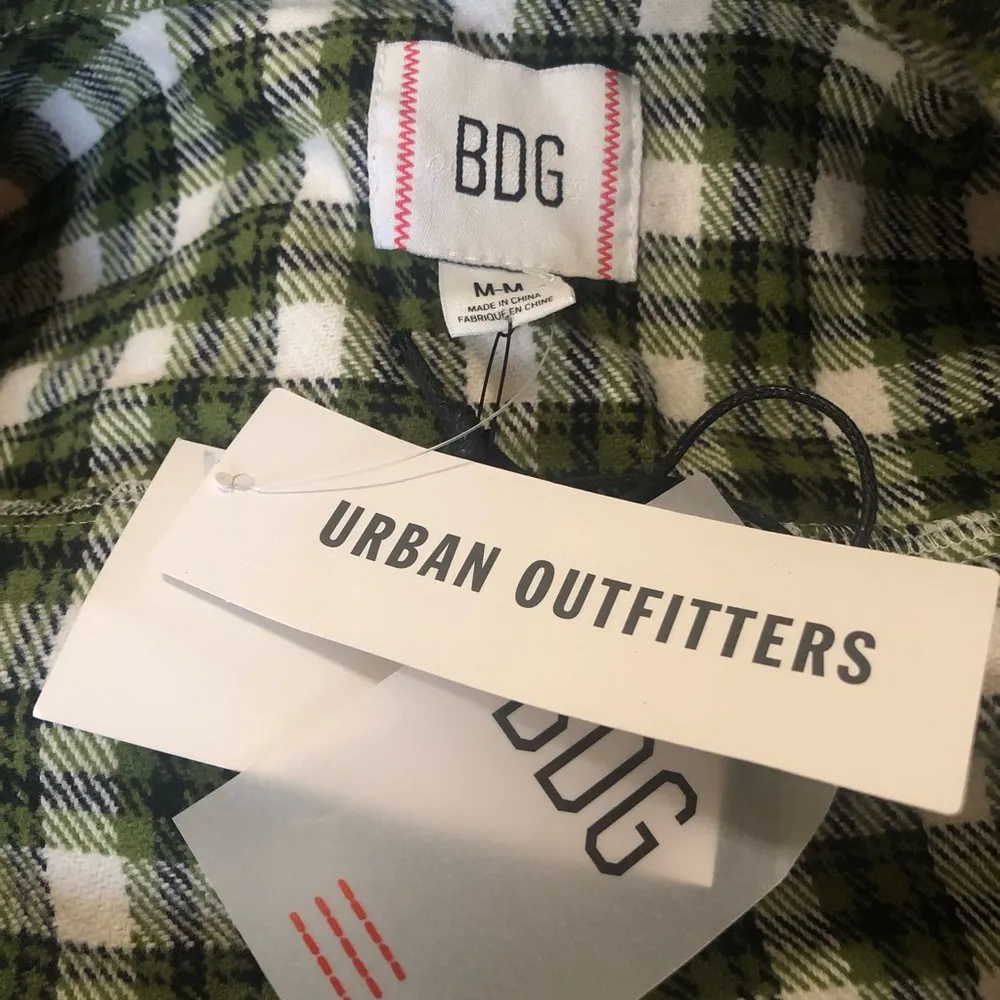 BDG
M-M
MADE IN CHINA
FABRIQUÉ EN CHINE
URBAN OUTFITTERS
BDG